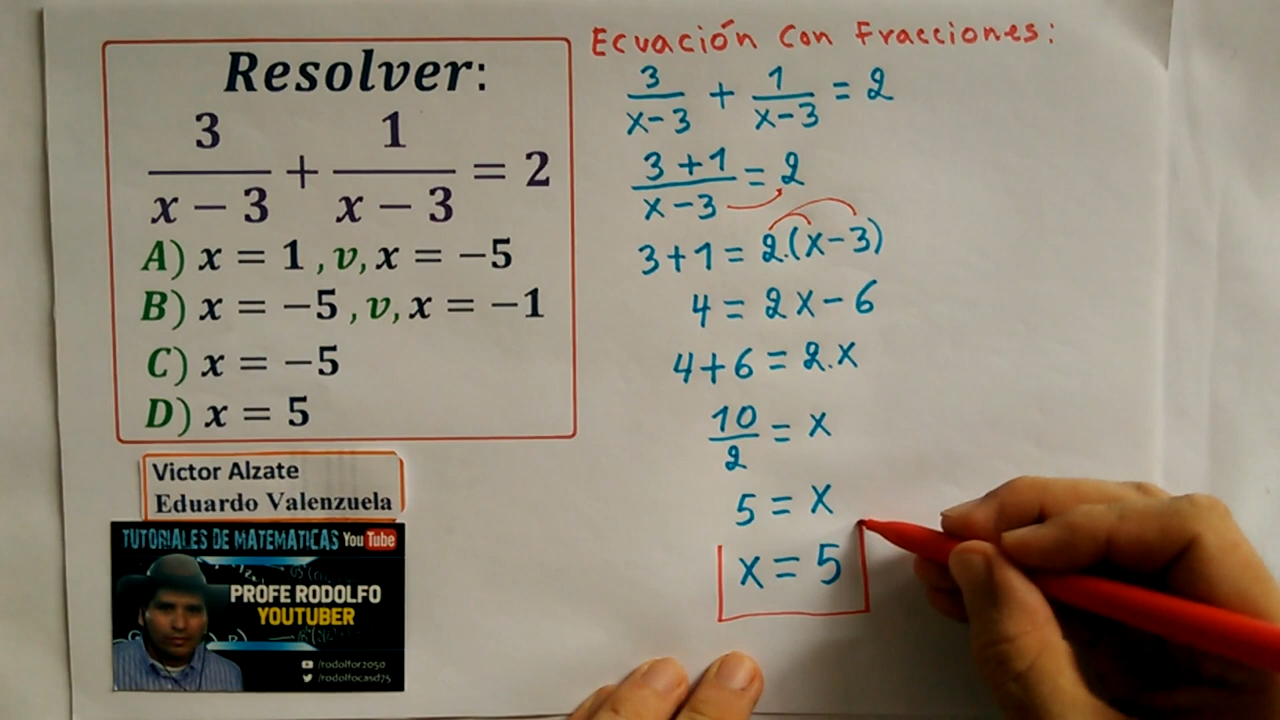 Resolver:
3/(x − 3) + 1/(x − 3) = 2
A) x = 1 , v, x = −5
B) x = −5 , v, x = −1
C) x = −5
D) x = 5
Victor Alzate
Eduardo Valenzuela
TUTORIALES DE MATEMATICAS YouTube
PROFE RODOLFO
YOUTUBER
/rodolfor2050
/rodolfocasd75
Ecuación con Fracciones:
3/(x−3) + 1/(x−3) = 2
(3+1)/(x−3) = 2
3+1 = 2.(x−3)
4 = 2x−6
4+6 = 2.x
10/2 = x
5 = x
x = 5